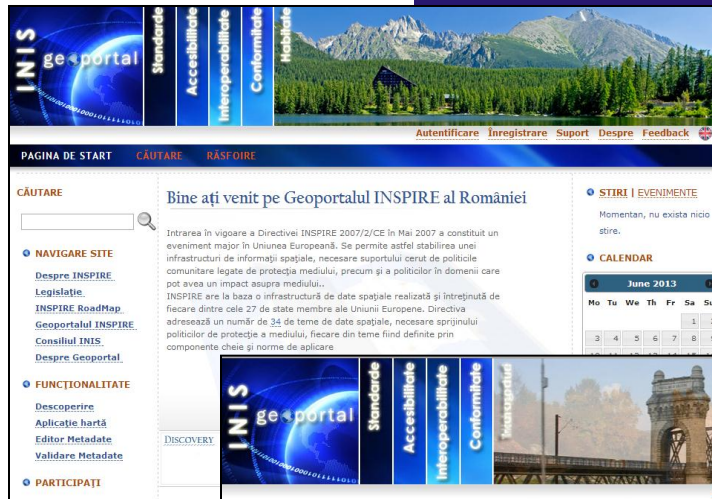 INIS
geoportal
Standarde
Accesibilitate
Interoperabilitate
Conformitate
Habitate
Autentificare Înregistrare Suport Despre Feedback
PAGINA DE START CĂUTARE RĂSFOIRE
CĂUTARE
NAVIGARE SITE
Despre INSPIRE
Legislație
INSPIRE RoadMap
Geoportalul INSPIRE
Consiliul INIS
Despre Geoportal
FUNCȚIONALITATE
Descoperire
Aplicație hartă
Editor Metadate
Validare Metadate
PARTICIPAȚI
Bine ați venit pe Geoportalul INSPIRE al României
Intrarea în vigoare a Directivei INSPIRE 2007/2/CE în Mai 2007 a constituit un
eveniment major în Uniunea Europeană. Se permite astfel stabilirea unei
infrastructuri de informații spațiale, necesare suportului cerut de politicile
comunitare legate de protecția mediului, precum și a politicilor în domenii care
pot avea un impact asupra mediului..
INSPIRE are la baza o infrastructură de date spațiale realizată și întreținută de
fiecare dintre cele 27 de state membre ale Uniunii Europene. Directiva
adresează un număr de 34 de teme de date spațiale, necesare sprijinului
politicilor de protecție a mediului, fiecare din teme fiind definite prin
componente cheie și norme de aplicare
DISCOVERY
STIRI | EVENIMENTE
Momentan, nu exista nicio
stire.
CALENDAR
June 2013
Mo Tu We Th Fr Sa Su
1
3 4 5 6 7 8
INIS
geoportal
Standarde
Accesibilitate
Interoperabilitate
Conformitate